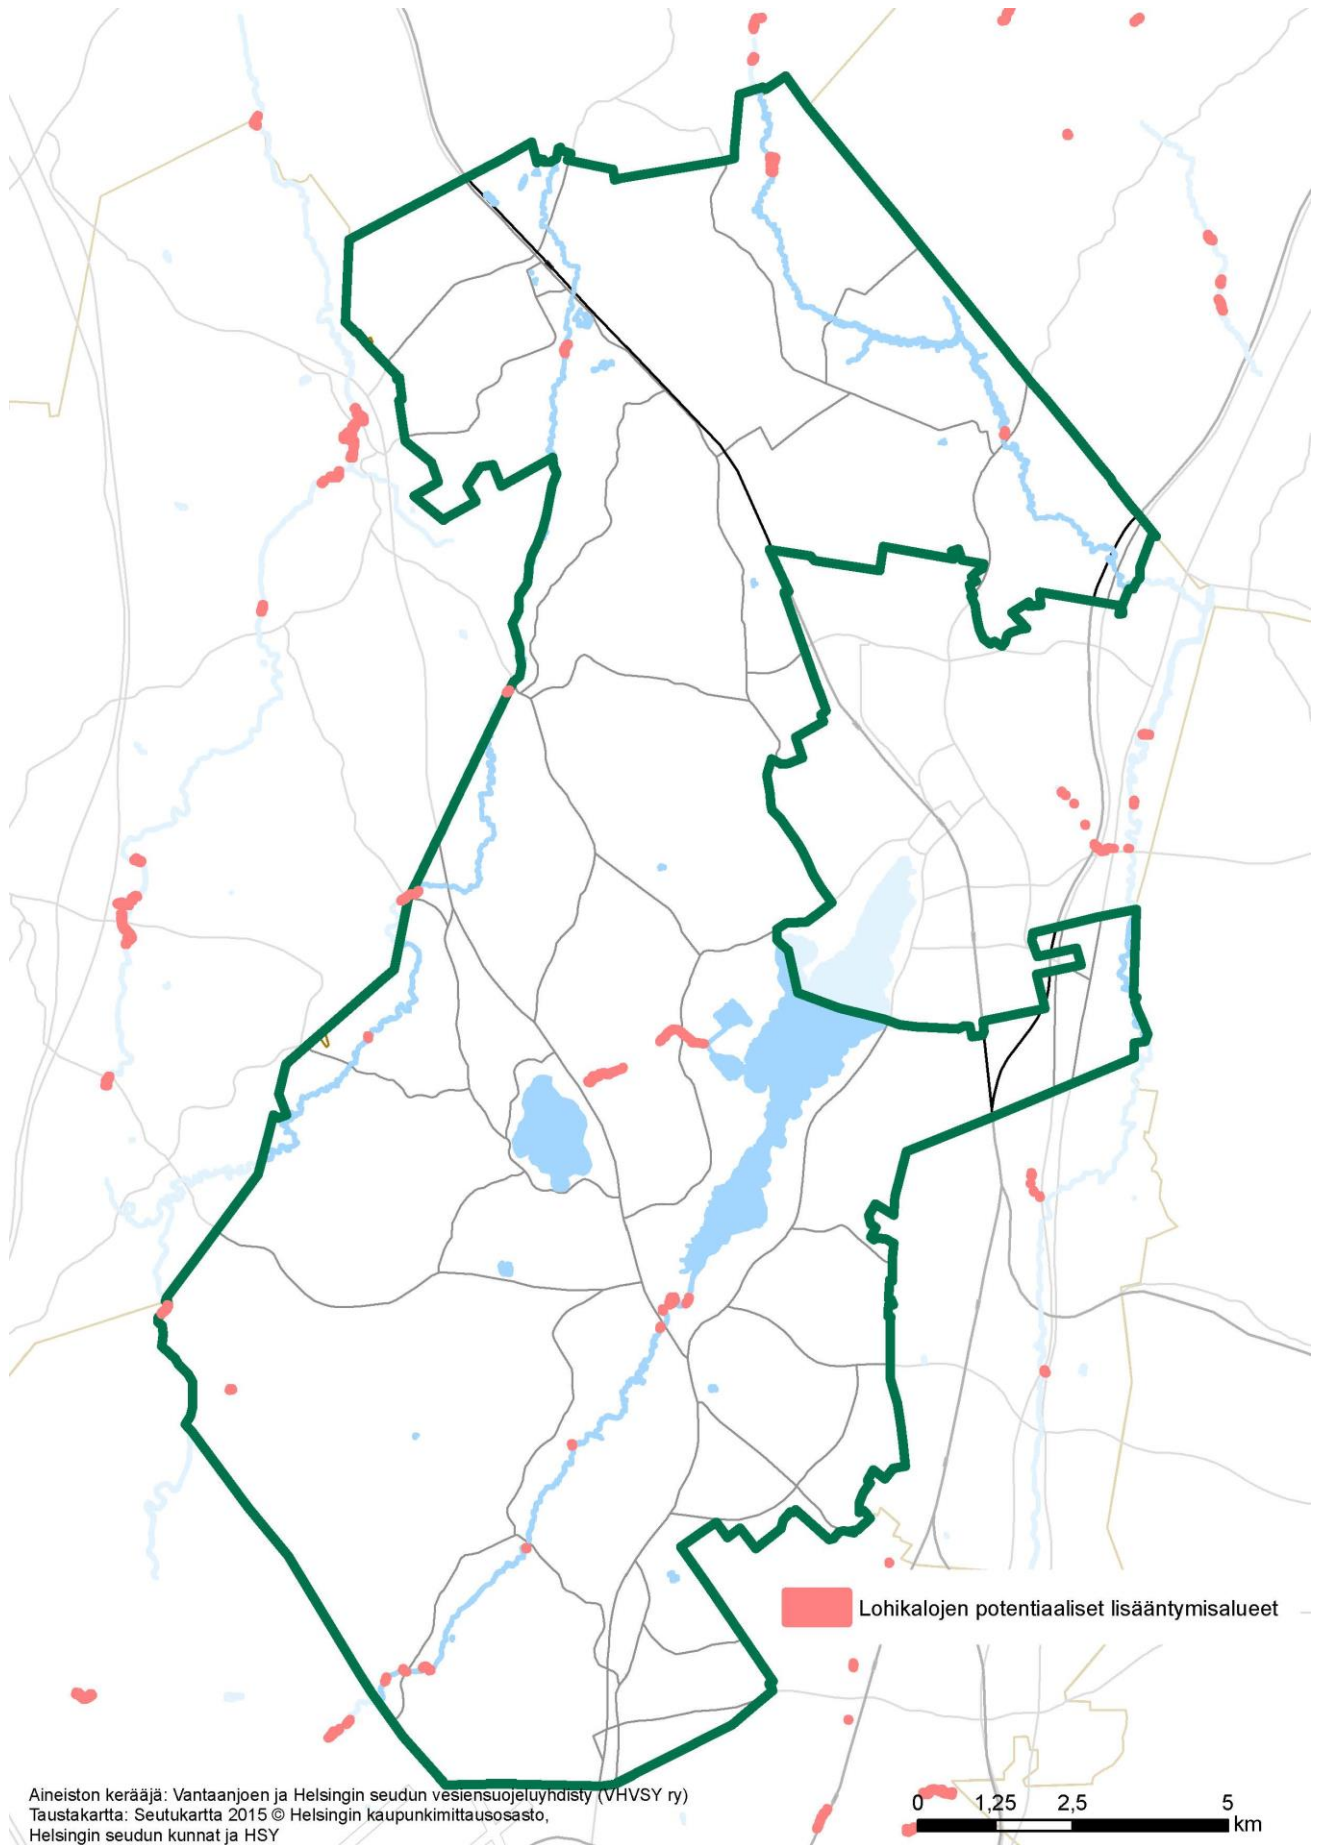 Lohikalojen potentiaaliset lisääntymisalueet
Aineiston kerääjä: Vantaanjoen ja Helsingin seudun vesiensuojeluyhdisty (VHVSY ry)
Taustakartta: Seutukartta 2015 © Helsingin kaupunkimittausosasto,
Helsingin seudun kunnat ja HSY
0 1,25 2,5 5
km